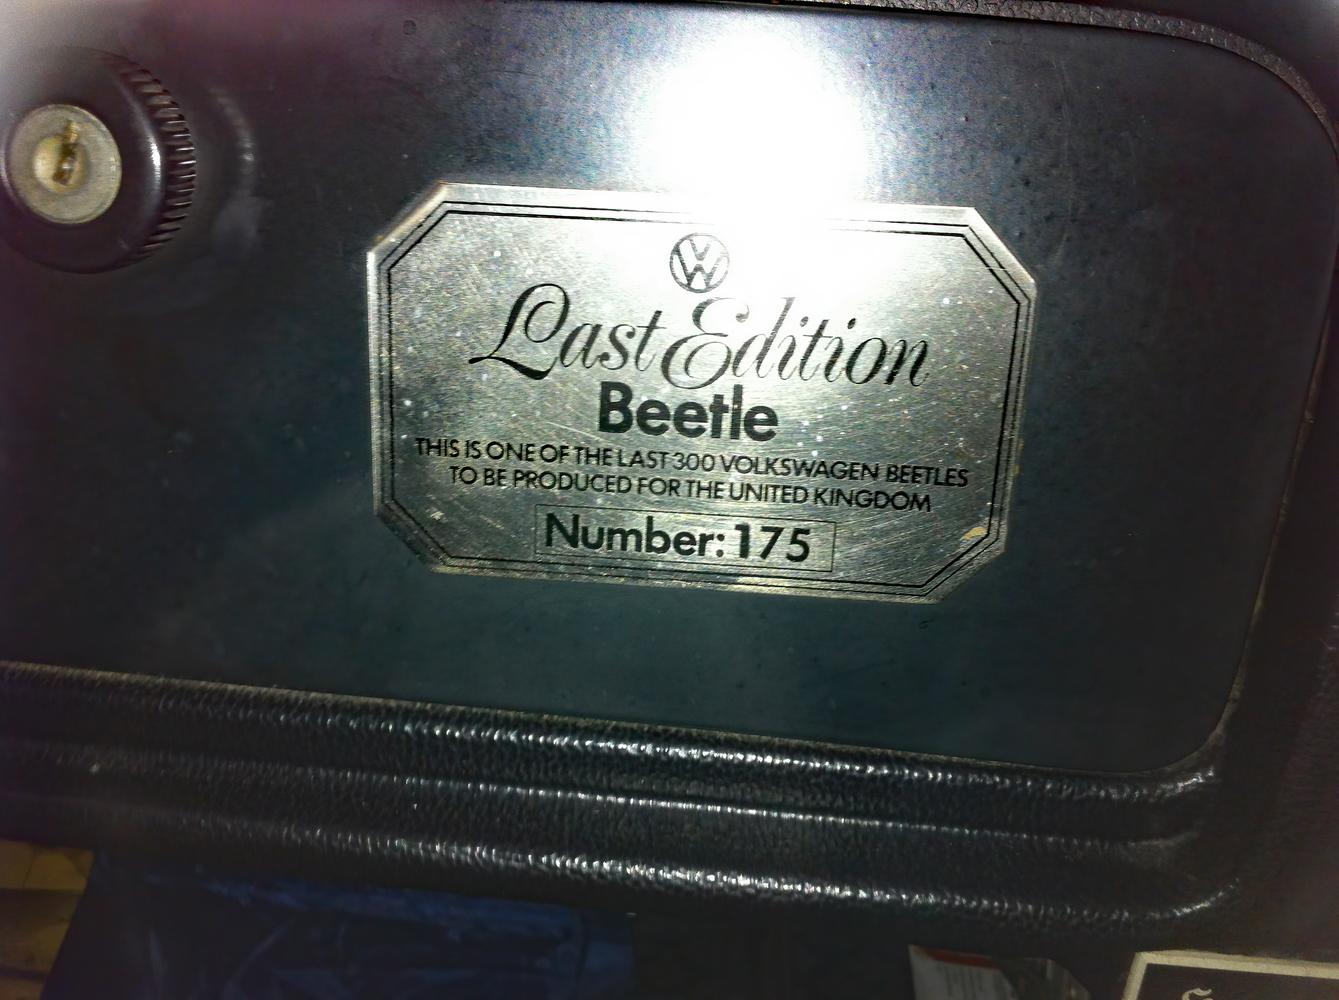 Last Edition
Beetle
THIS IS ONE OF THE LAST 300 VOLKSWAGEN BEETLES
TO BE PRODUCED FOR THE UNITED KINGDOM
Number: 175